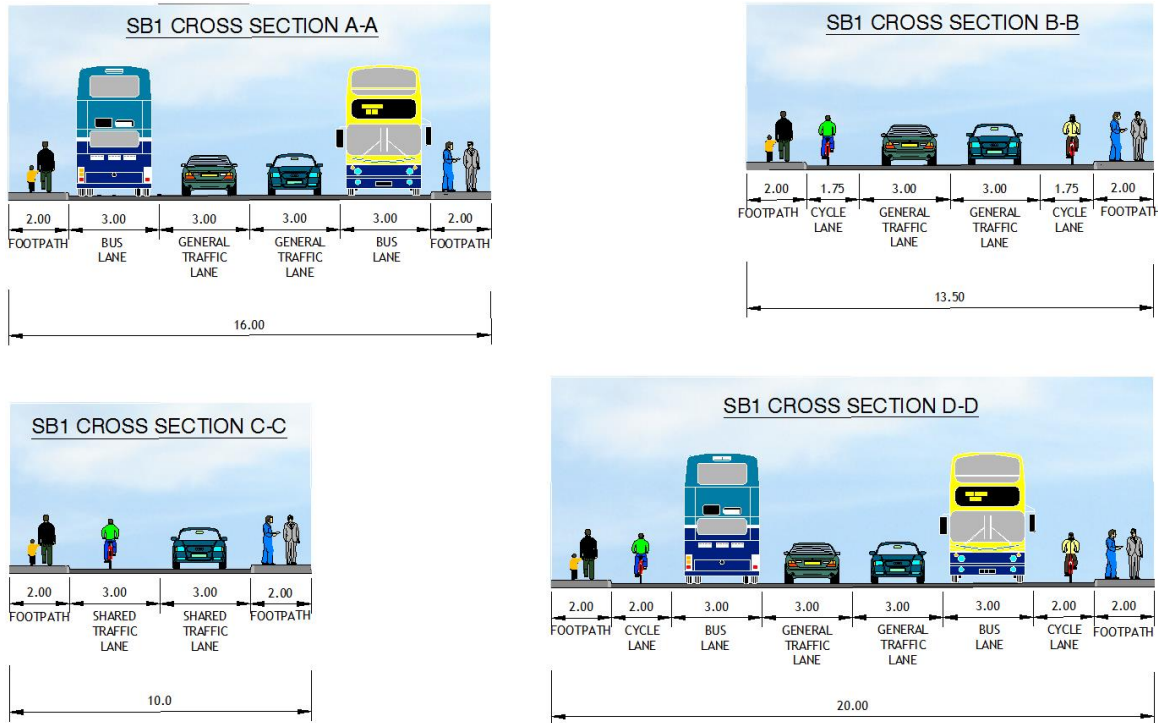 SB1 CROSS SECTION A-A
2.00 3.00 3.00 3.00 3.00 2.00
FOOTPATH BUS LANE GENERAL TRAFFIC LANE GENERAL TRAFFIC LANE BUS LANE FOOTPATH
16.00
SB1 CROSS SECTION B-B
2.00 1.75 3.00 3.00 1.75 2.00
FOOTPATH CYCLE LANE GENERAL TRAFFIC LANE GENERAL TRAFFIC LANE CYCLE LANE FOOTPATH
13.50
SB1 CROSS SECTION C-C
2.00 3.00 3.00 2.00
FOOTPATH SHARED TRAFFIC LANE SHARED TRAFFIC LANE FOOTPATH
10.0
SB1 CROSS SECTION D-D
2.00 2.00 3.00 3.00 3.00 3.00 2.00 2.00
FOOTPATH CYCLE LANE BUS LANE GENERAL TRAFFIC LANE GENERAL TRAFFIC LANE BUS LANE CYCLE LANE FOOTPATH
20.00